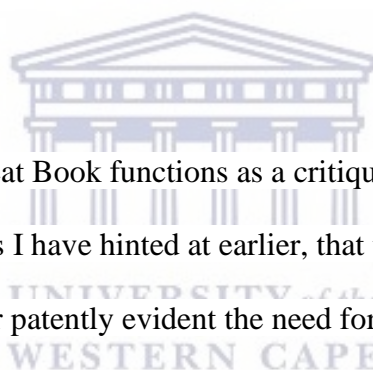 at Book functions as a critiqu
s I have hinted at earlier, that
UNIVERSITY of the
r patently evident the need for
WESTERN CAPE